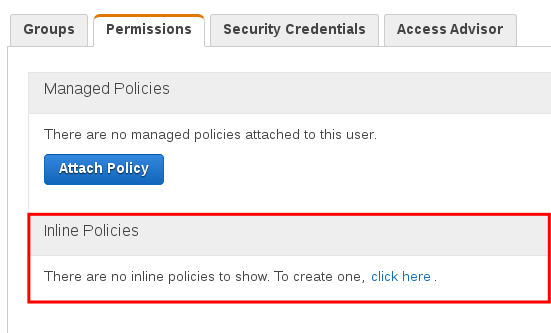 Groups Permissions Security Credentials Access Advisor
Managed Policies
There are no managed policies attached to this user.
Attach Policy
Inline Policies
There are no inline policies to show. To create one, click here .